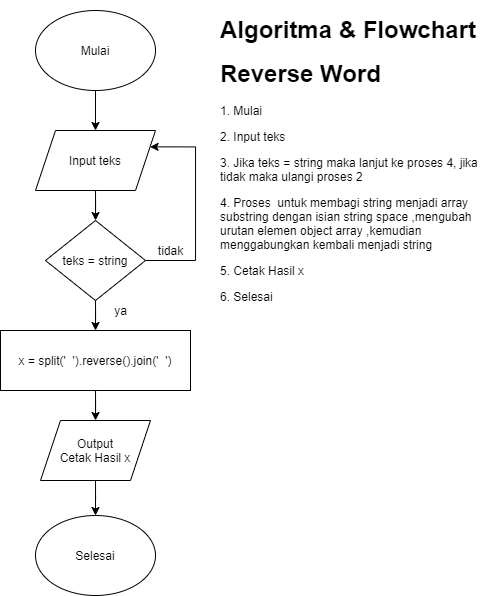 Mulai
Input teks
teks = string
tidak
ya
x = split(' ').reverse().join(' ')
Output
Cetak Hasil x
Selesai
Algoritma & Flowchart
Reverse Word
1. Mulai
2. Input teks
3. Jika teks = string maka lanjut ke proses 4, jika
tidak maka ulangi proses 2
4. Proses  untuk membagi string menjadi array
substring dengan isian string space ,mengubah
urutan elemen object array ,kemudian
menggabungkan kembali menjadi string
5. Cetak Hasil x
6. Selesai